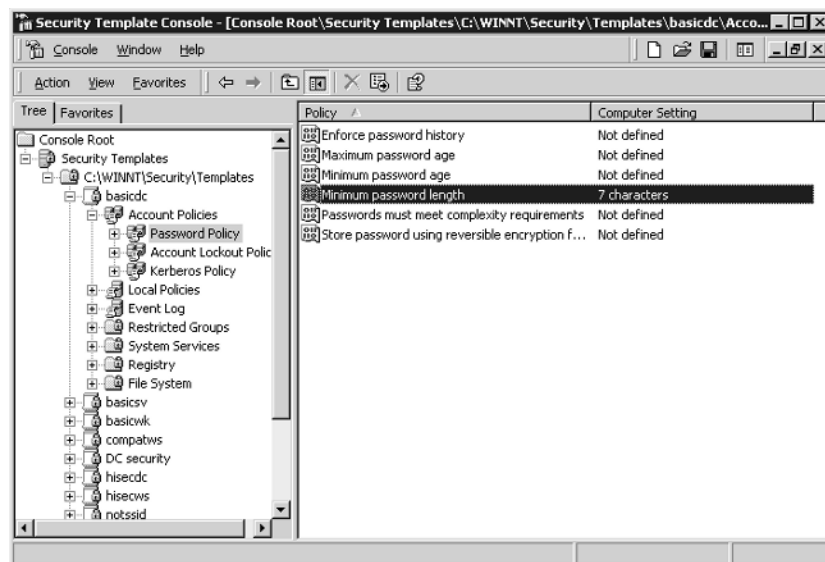 Security Template Console - [Console Root\Security Templates\C:\WINNT\Security\Templates\basicdc\Acco...
Console Window Help
Action View Favorites
Tree Favorites
Policy Computer Setting
Console Root
Security Templates
C:\WINNT\Security\Templates
basicdc
Account Policies
Password Policy
Account Lockout Polic
Kerberos Policy
Local Policies
Event Log
Restricted Groups
System Services
Registry
File System
basicsv
basicwk
compatws
DC security
hisecdc
hisecws
notssid
Enforce password history Not defined
Maximum password age Not defined
Minimum password age Not defined
Minimum password length 7 characters
Passwords must meet complexity requirements Not defined
Store password using reversible encryption f... Not defined